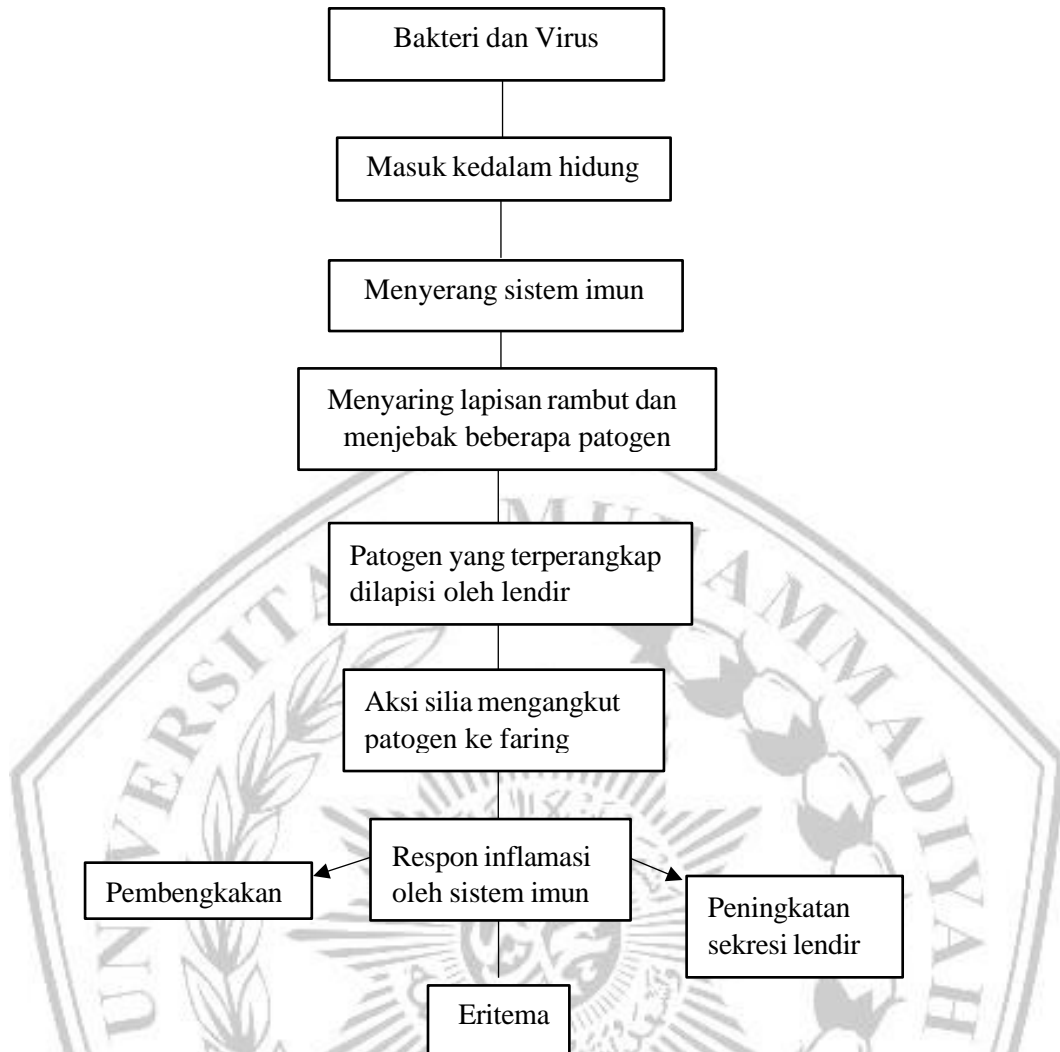 Bakteri dan Virus
Masuk kedalam hidung
Menyerang sistem imun
Menyaring lapisan rambut dan
menjebak beberapa patogen
Patogen yang terperangkap
dilapisi oleh lendir
Aksi silia mengangkut
patogen ke faring
Respon inflamasi
oleh sistem imun
Pembengkakan
Peningkatan
sekresi lendir
Eritema